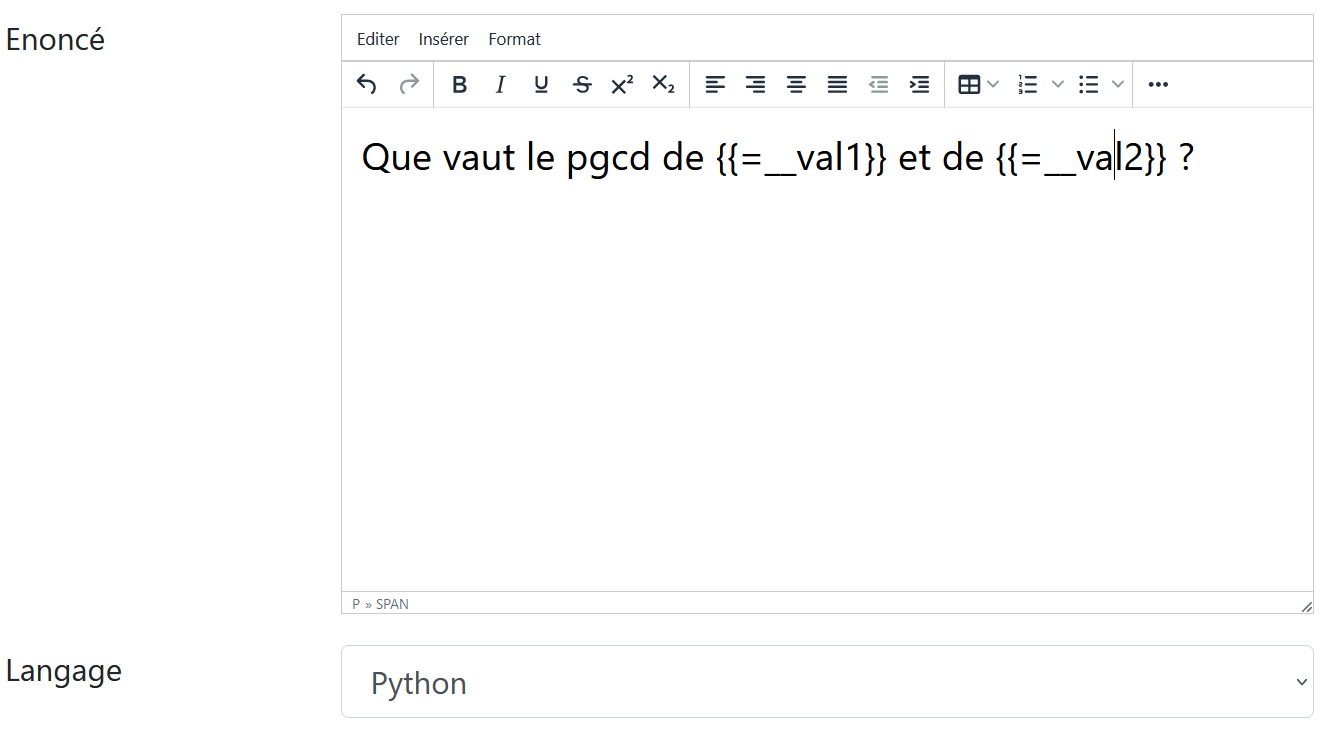 Enoncé
Editer Insérer Format
Que vaut le pgcd de {{=__val1}} et de {{=__val2}} ?
P » SPAN
Langage
Python